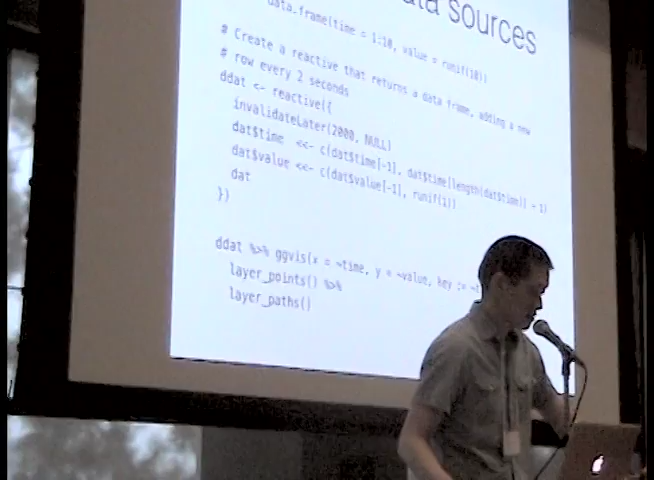 data sources
data.frame(time = 1:10, value = runif(10))
# Create a reactive that returns a data frame, adding a new
# row every 2 seconds
ddat <- reactive({
invalidateLater(2000, NULL)
dat$time <<- c(dat$time[-1], dat$time[length(dat$time)] + 1)
dat$value <<- c(dat$value[-1], runif(1))
dat
})
ddat %>% ggvis(x = ~time, y = ~value, key := ~
layer_points() %>%
layer_paths()